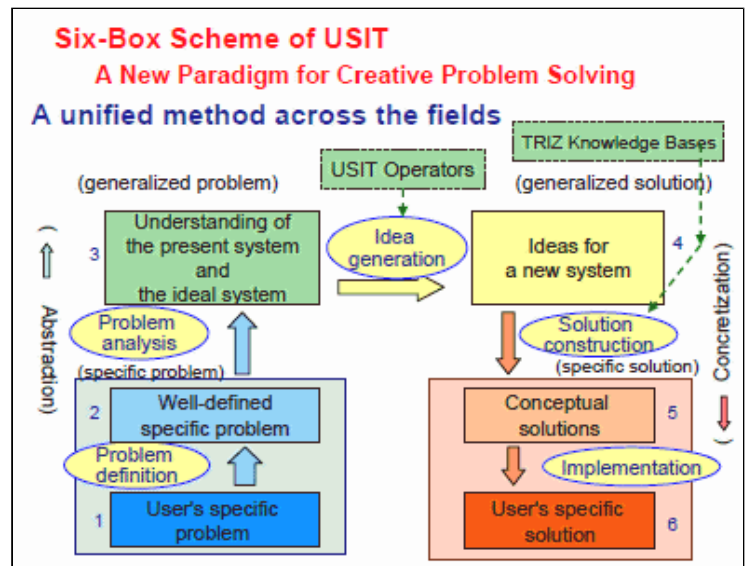 Six-Box Scheme of USIT
A New Paradigm for Creative Problem Solving
A unified method across the fields
TRIZ Knowledge Bases
USIT Operators
(generalized problem)
(generalized solution)
3
Understanding of
the present system
and
the ideal system
Idea
generation
Ideas for
a new system
4
( Abstraction)
Problem
analysis
Solution
construction
( Concretization)
(specific problem)
(specific solution)
2
Well-defined
specific problem
Conceptual
solutions
5
Problem
definition
Implementation
1
User's specific
problem
User's specific
solution
6